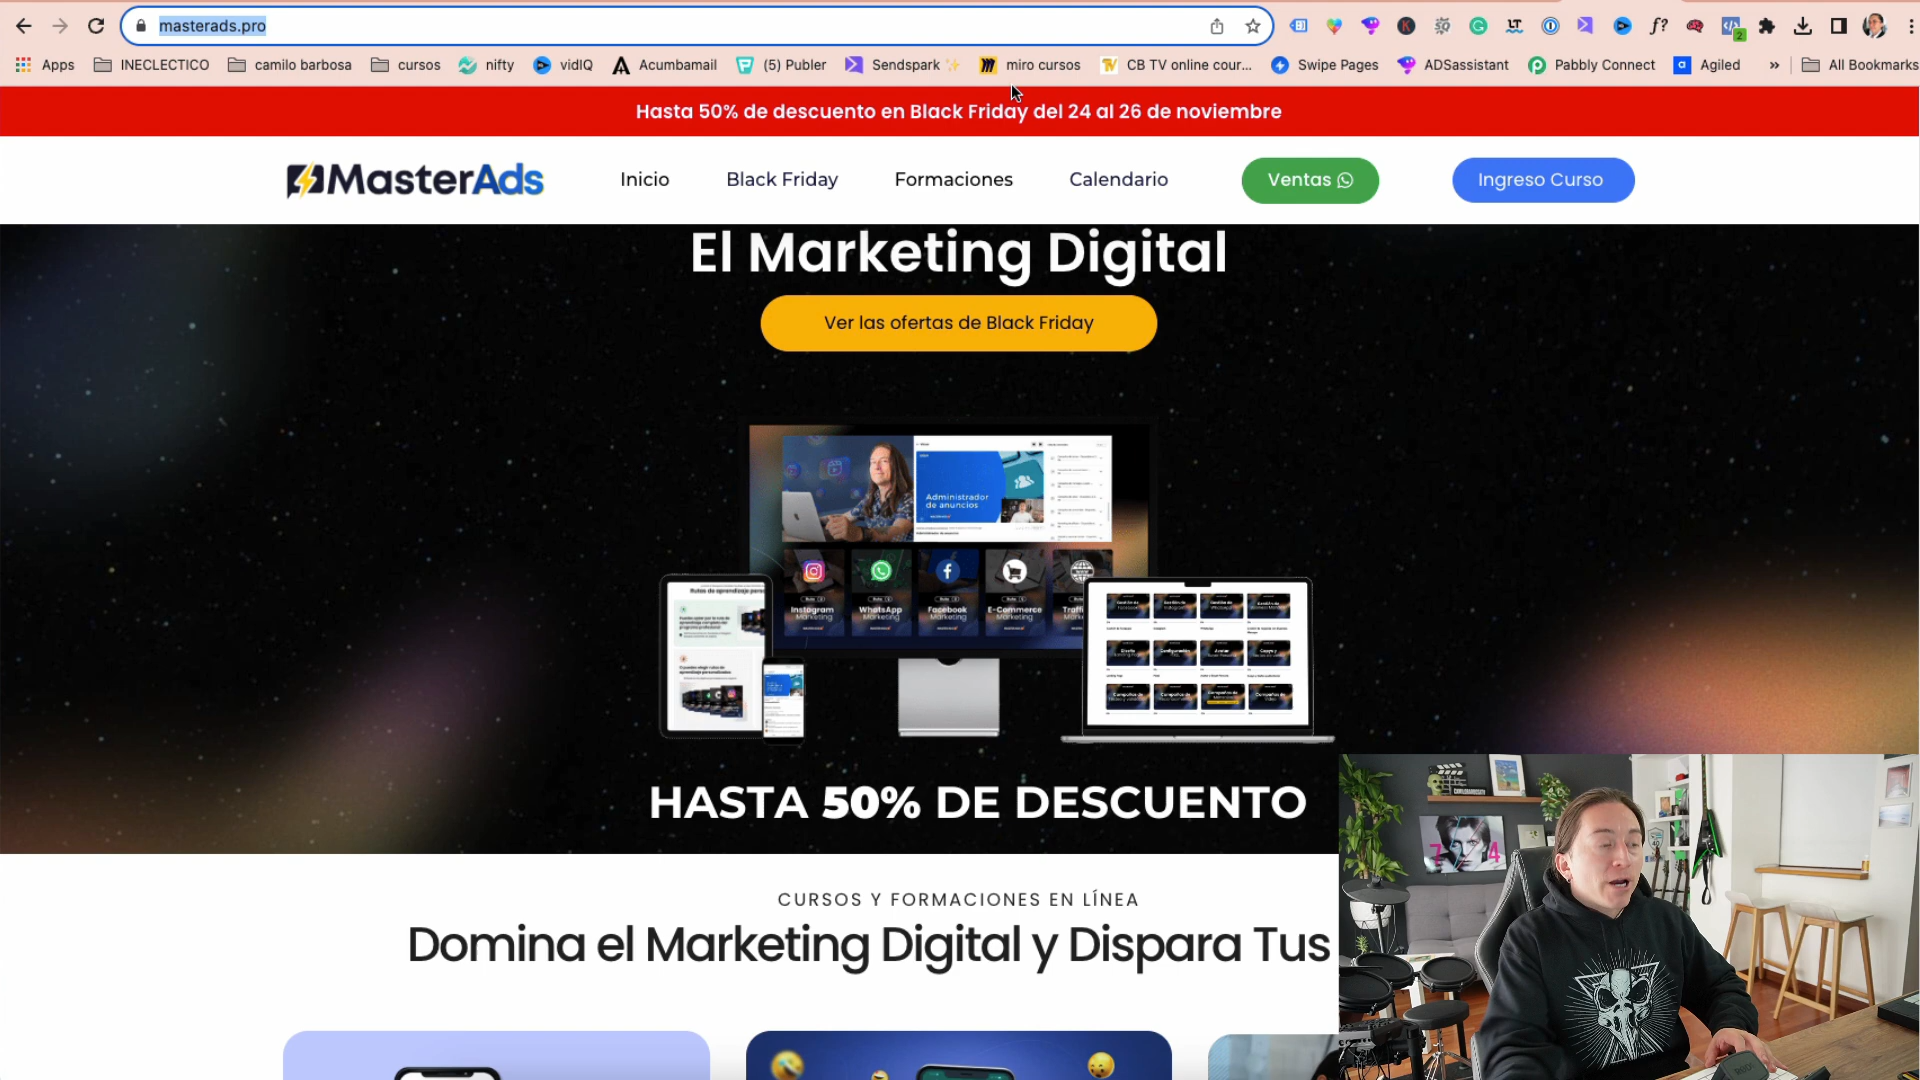 masterads.pro
Apps INECLECTICO camilo barbosa cursos nifty vidIQ Acumbamail (5) Publer Sendspark miro cursos CB TV online cour... Swipe Pages ADSassistant Pabbly Connect Agiled » All Bookmarks
Hasta 50% de descuento en Black Friday del 24 al 26 de noviembre
MasterAds Inicio Black Friday Formaciones Calendario Ventas Ingreso Curso
El Marketing Digital
Ver las ofertas de Black Friday
Administrador
de anuncios
Instagram
Marketing
WhatsApp
Marketing
Facebook
Marketing
E-Commerce
Marketing
HASTA 50% DE DESCUENTO
CURSOS Y FORMACIONES EN LÍNEA
Domina el Marketing Digital y Dispara Tus